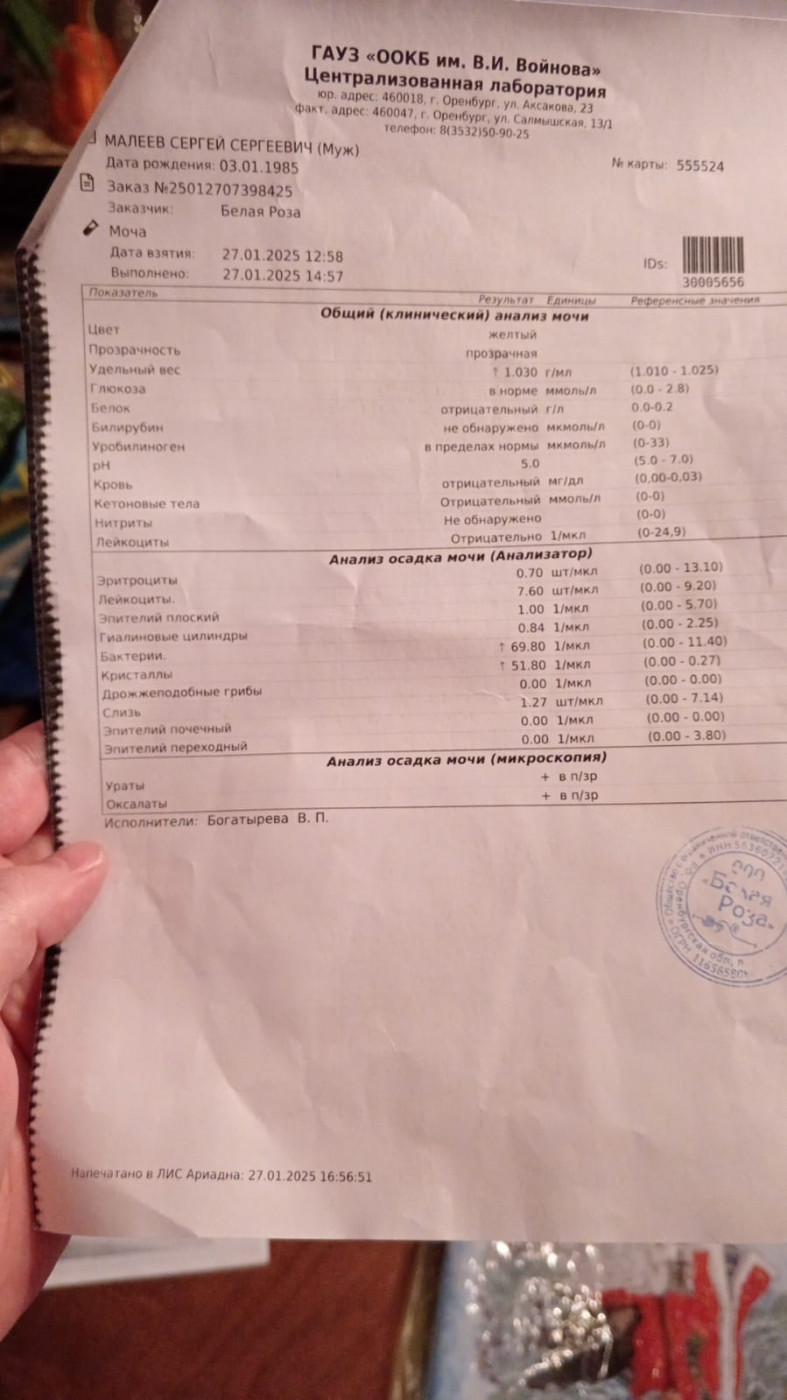 ГАУЗ «ООКБ им. В.И. Войнова»
Централизованная лаборатория
юр. адрес: 460018, г. Оренбург, ул. Аксакова, 23
факт. адрес: 460047, г. Оренбург, ул. Салмышская, 13/1
телефон: 8(3532)50-90-25
МАЛЕЕВ СЕРГЕЙ СЕРГЕЕВИЧ (Муж)
Дата рождения: 03.01.1985
№ карты: 555524
Заказ №25012707398425
Заказчик: Белая Роза
Моча
Дата взятия: 27.01.2025 12:58
Выполнено: 27.01.2025 14:57
IDs:
30005656
Показатель Результат Единицы Референсные значения
Общий (клинический) анализ мочи
Цвет желтый
Прозрачность прозрачная
Удельный вес ↑ 1.030 г/мл (1.010 - 1.025)
Глюкоза в норме ммоль/л (0.0 - 2.8)
Белок отрицательный г/л 0.0-0.2
Билирубин не обнаружено мкмоль/л (0-0)
Уробилиноген в пределах нормы мкмоль/л (0-33)
pH 5.0 (5.0 - 7.0)
Кровь отрицательный мг/дл (0,00-0,03)
Кетоновые тела Отрицательный ммоль/л (0-0)
Нитриты Не обнаружено (0-0)
Лейкоциты Отрицательно 1/мкл (0-24,9)
Анализ осадка мочи (Анализатор)
Эритроциты 0.70 шт/мкл (0.00 - 13.10)
Лейкоциты. 7.60 шт/мкл (0.00 - 9.20)
Эпителий плоский 1.00 1/мкл (0.00 - 5.70)
Гиалиновые цилиндры 0.84 1/мкл (0.00 - 2.25)
Бактерии. ↑ 69.80 1/мкл (0.00 - 11.40)
Кристаллы ↑ 51.80 1/мкл (0.00 - 0.27)
Дрожжеподобные грибы 0.00 1/мкл (0.00 - 0.00)
Слизь 1.27 шт/мкл (0.00 - 7.14)
Эпителий почечный 0.00 1/мкл (0.00 - 0.00)
Эпителий переходный 0.00 1/мкл (0.00 - 3.80)
Анализ осадка мочи (микроскопия)
Ураты + в п/зр
Оксалаты + в п/зр
Исполнители: Богатырева В. П.
ООО
«Белая
Роза»
Напечатано в ЛИС Ариадна: 27.01.2025 16:56:51